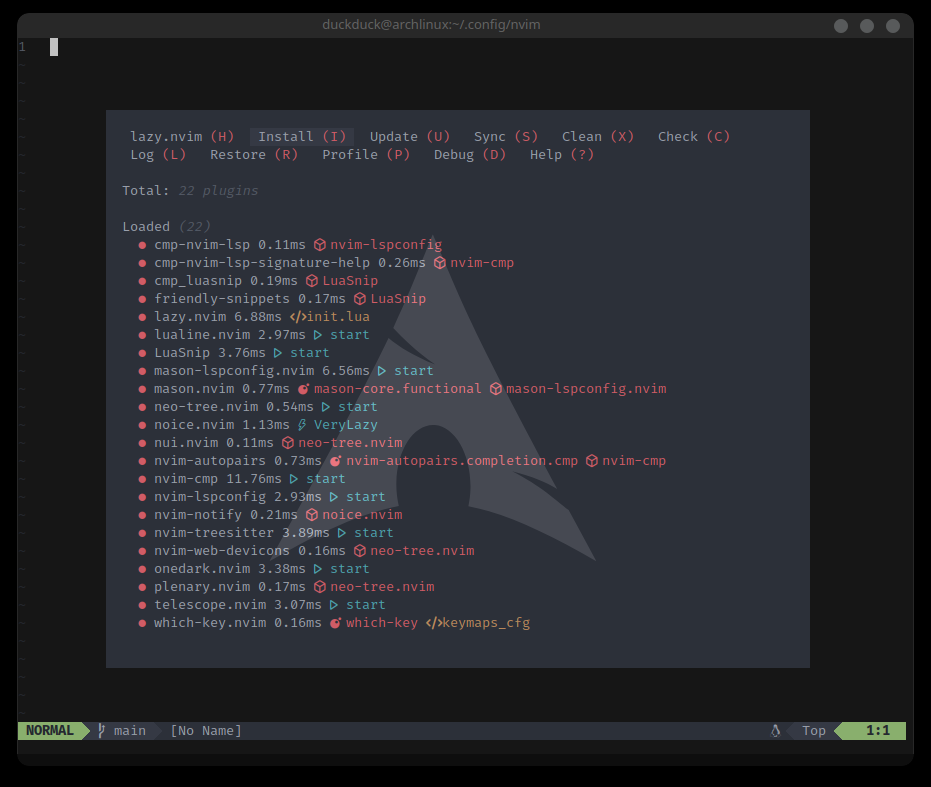 duckduck@archlinux:~/.config/nvim
1
lazy.nvim (H) Install (I) Update (U) Sync (S) Clean (X) Check (C)
Log (L) Restore (R) Profile (P) Debug (D) Help (?)
Total: 22 plugins
Loaded (22)
● cmp-nvim-lsp 0.11ms nvim-lspconfig
● cmp-nvim-lsp-signature-help 0.26ms nvim-cmp
● cmp_luasnip 0.19ms LuaSnip
● friendly-snippets 0.17ms LuaSnip
● lazy.nvim 6.88ms </>init.lua
● lualine.nvim 2.97ms start
● LuaSnip 3.76ms start
● mason-lspconfig.nvim 6.56ms start
● mason.nvim 0.77ms mason-core.functional mason-lspconfig.nvim
● neo-tree.nvim 0.54ms start
● noice.nvim 1.13ms VeryLazy
● nui.nvim 0.11ms neo-tree.nvim
● nvim-autopairs 0.73ms nvim-autopairs.completion.cmp nvim-cmp
● nvim-cmp 11.76ms start
● nvim-lspconfig 2.93ms start
● nvim-notify 0.21ms noice.nvim
● nvim-treesitter 3.89ms start
● nvim-web-devicons 0.16ms neo-tree.nvim
● onedark.nvim 3.38ms start
● plenary.nvim 0.17ms neo-tree.nvim
● telescope.nvim 3.07ms start
● which-key.nvim 0.16ms which-key </>keymaps_cfg
NORMAL main [No Name] Top 1:1